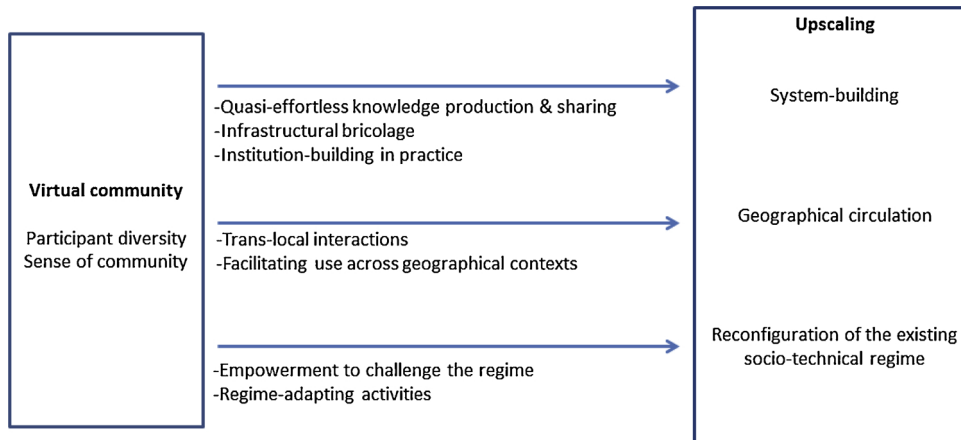 Virtual community
Participant diversity
Sense of community
-Quasi-effortless knowledge production & sharing
-Infrastructural bricolage
-Institution-building in practice
-Trans-local interactions
-Facilitating use across geographical contexts
-Empowerment to challenge the regime
-Regime-adapting activities
Upscaling
System-building
Geographical circulation
Reconfiguration of the existing
socio-technical regime